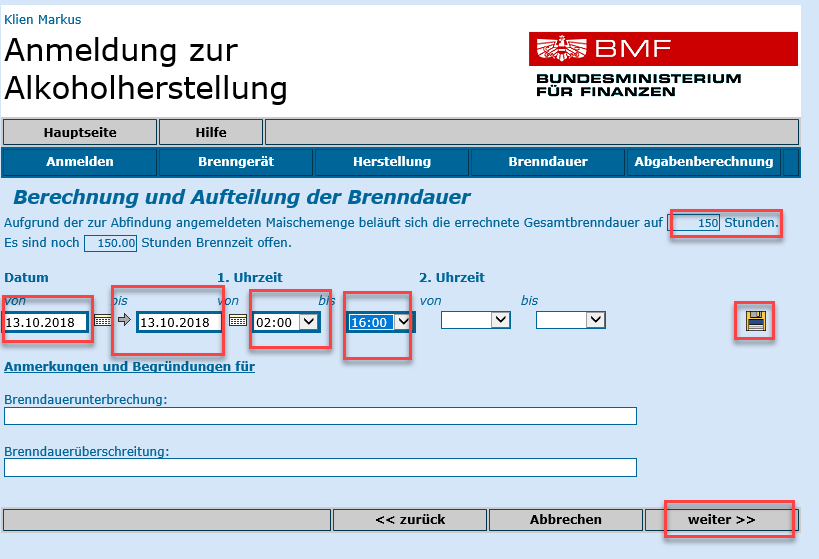 Klien Markus
Anmeldung zur
Alkoholherstellung
BMF
BUNDESMINISTERIUM
FÜR FINANZEN
Hauptseite Hilfe
Anmelden Brenngerät Herstellung Brenndauer Abgabenberechnung
Berechnung und Aufteilung der Brenndauer
Aufgrund der zur Abfindung angemeldeten Maischemenge beläuft sich die errechnete Gesamtbrenndauer auf 150 Stunden.
Es sind noch 150.00 Stunden Brennzeit offen.
Datum 1. Uhrzeit 2. Uhrzeit
von bis von bis von bis
13.10.2018 13.10.2018 02:00 16:00
Anmerkungen und Begründungen für
Brenndauerunterbrechung:
Brenndauerüberschreitung:
<< zurück Abbrechen weiter >>